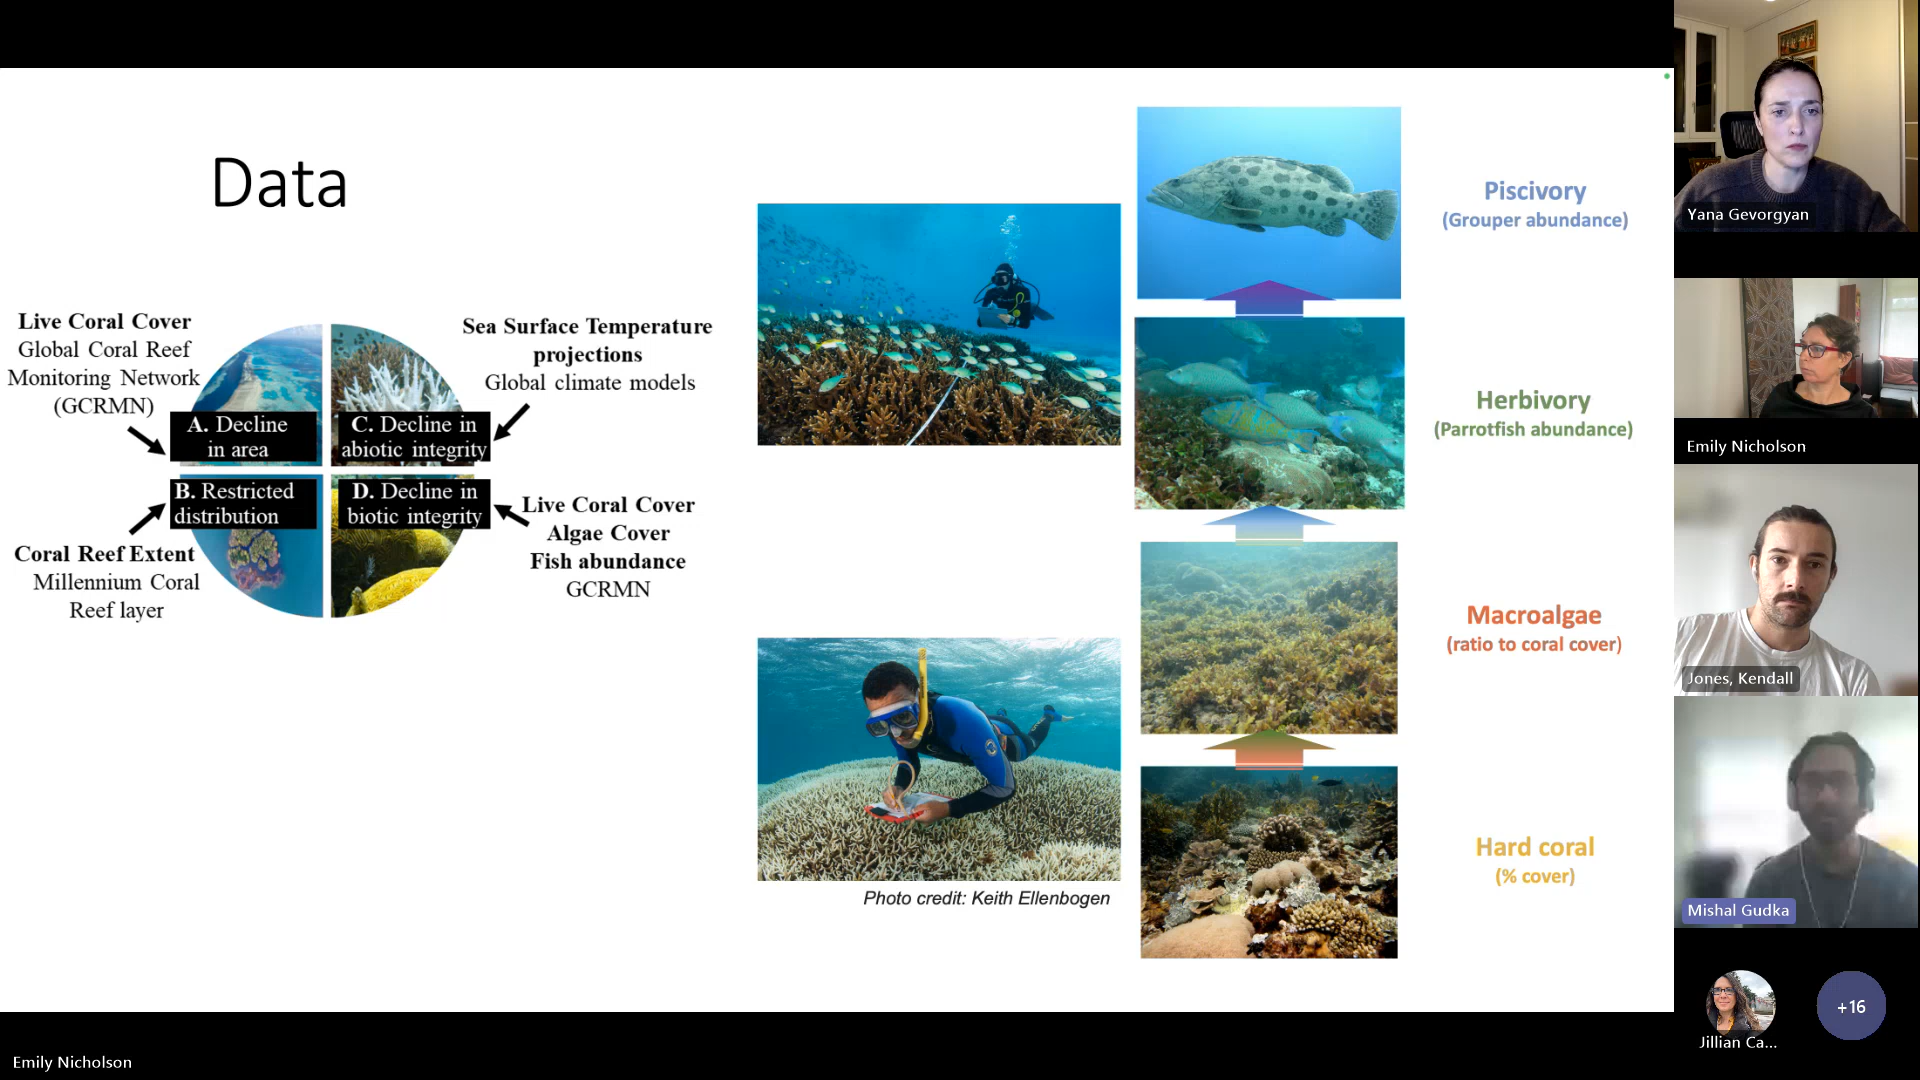 Data
Live Coral Cover
Global Coral Reef
Monitoring Network
(GCRMN)
Sea Surface Temperature
projections
Global climate models
A. Decline
in area
C. Decline in
abiotic integrity
B. Restricted
distribution
D. Decline in
biotic integrity
Coral Reef Extent
Millennium Coral
Reef layer
Live Coral Cover
Algae Cover
Fish abundance
GCRMN
Photo credit: Keith Ellenbogen
Piscivory
(Grouper abundance)
Herbivory
(Parrotfish abundance)
Macroalgae
(ratio to coral cover)
Hard coral
(% cover)
Yana Gevorgyan
Emily Nicholson
Jones, Kendall
Mishal Gudka
Jillian Ca...
+16
Emily Nicholson